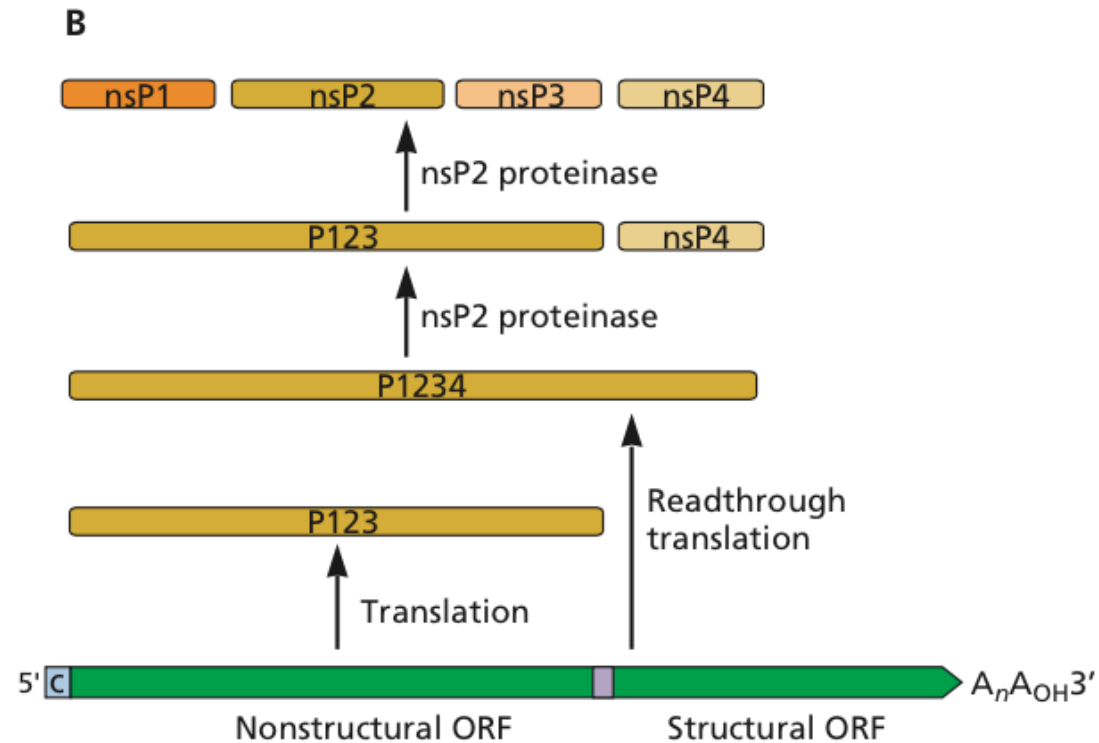 B
nsP1 nsP2 nsP3 nsP4
nsP2 proteinase
P123 nsP4
nsP2 proteinase
P1234
Readthrough
translation
P123
Translation
5' C AnAOH3′
Nonstructural ORF Structural ORF